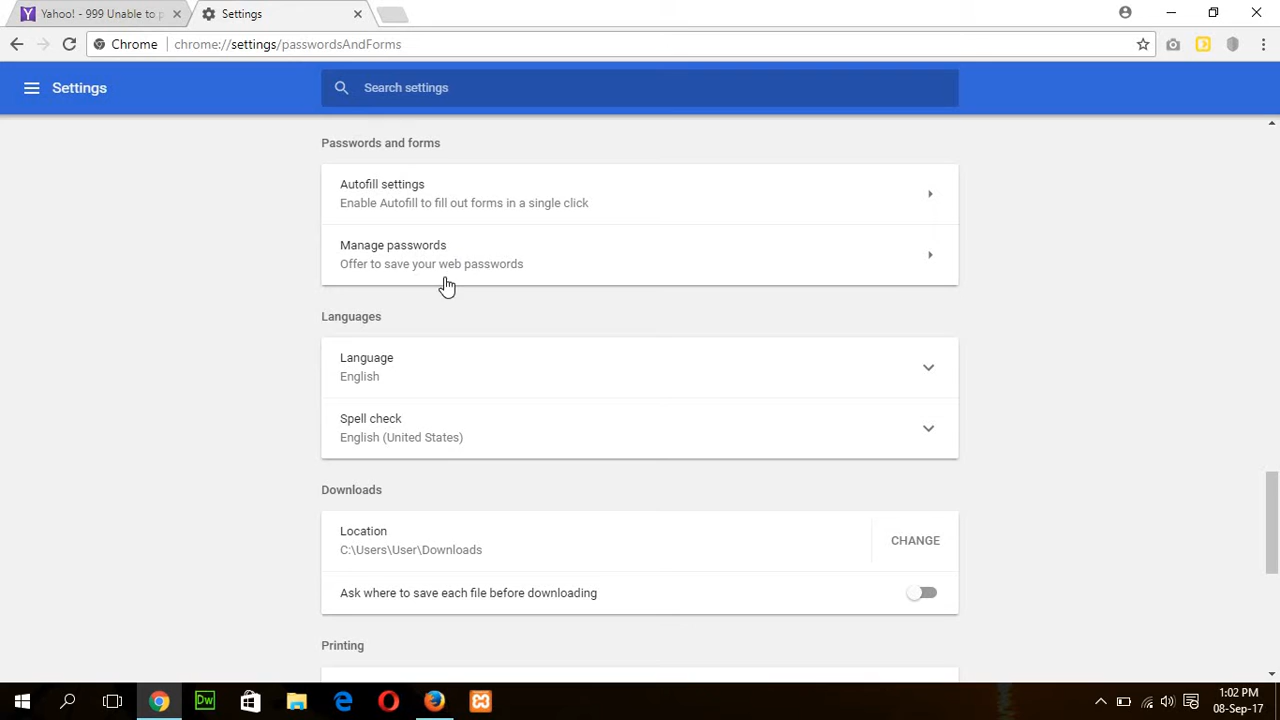 Yahoo! - 999 Unable to p
Settings
Chrome
chrome://settings/passwordsAndForms
Settings
Search settings
Passwords and forms
Autofill settings
Enable Autofill to fill out forms in a single click
Manage passwords
Offer to save your web passwords
Languages
Language
English
Spell check
English (United States)
Downloads
Location
C:\Users\User\Downloads
CHANGE
Ask where to save each file before downloading
Printing
Dw
1:02 PM
08-Sep-17